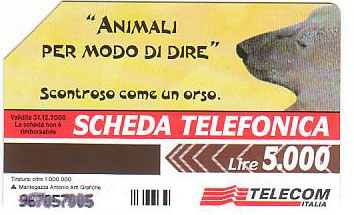 "ANIMALI
PER MODO DI DIRE"
SCONTROSO COME UN ORSO.
Validità 31.12.2000
La scheda non è
rimborsabile
SCHEDA TELEFONICA
Lire 5.000
Tiratura: oltre 1.000.000
Mantegazza Antonio Arti Grafiche
TELECOM
ITALIA